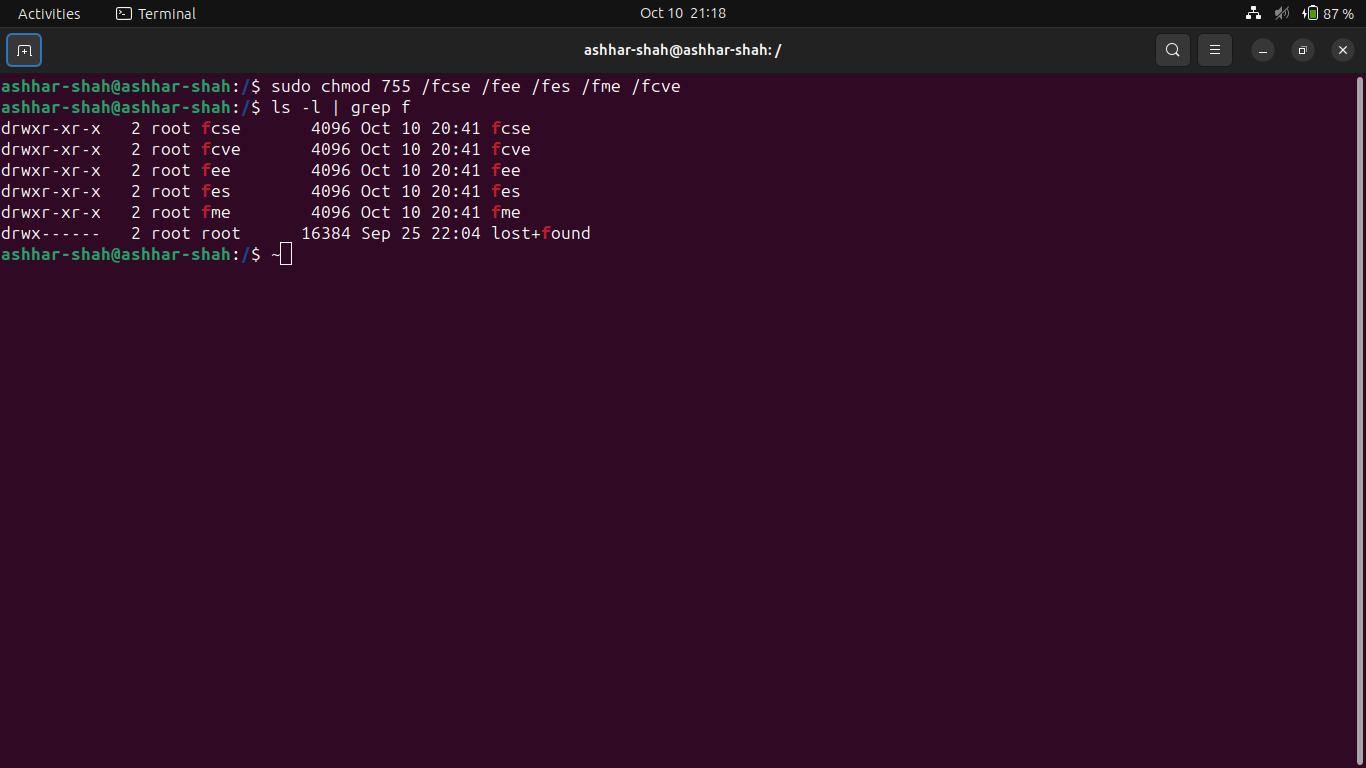 Activities Terminal Oct 10 21:18 87 %
ashhar-shah@ashhar-shah: /
ashhar-shah@ashhar-shah:/$ sudo chmod 755 /fcse /fee /fes /fme /fcve
ashhar-shah@ashhar-shah:/$ ls -l | grep f
drwxr-xr-x   2 root fcse       4096 Oct 10 20:41 fcse
drwxr-xr-x   2 root fcve       4096 Oct 10 20:41 fcve
drwxr-xr-x   2 root fee        4096 Oct 10 20:41 fee
drwxr-xr-x   2 root fes        4096 Oct 10 20:41 fes
drwxr-xr-x   2 root fme        4096 Oct 10 20:41 fme
drwx------   2 root root      16384 Sep 25 22:04 lost+found
ashhar-shah@ashhar-shah:/$ ~